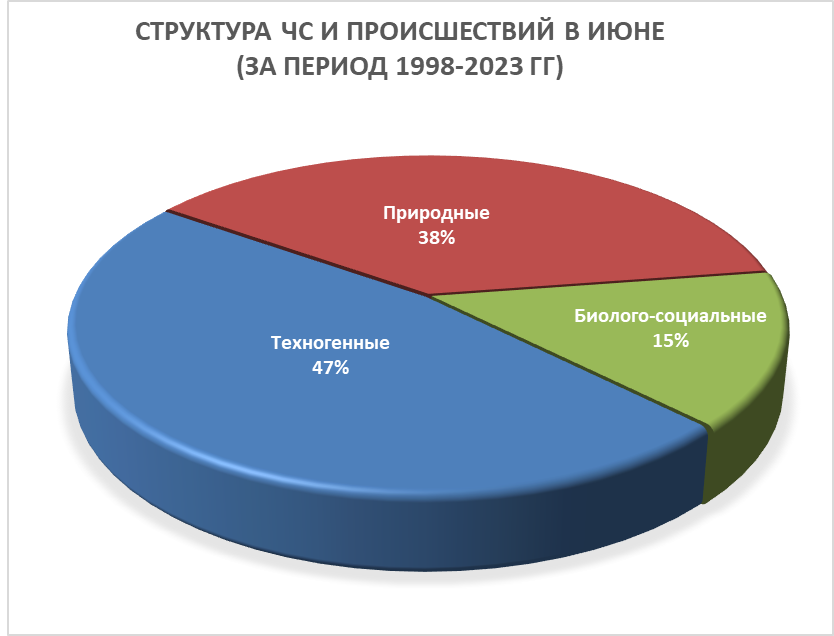 СТРУКТУРА ЧС И ПРОИСШЕСТВИЙ В ИЮНЕ
(ЗА ПЕРИОД 1998-2023 ГГ)
Природные
38%
Биолого-социальные
15%
Техногенные
47%